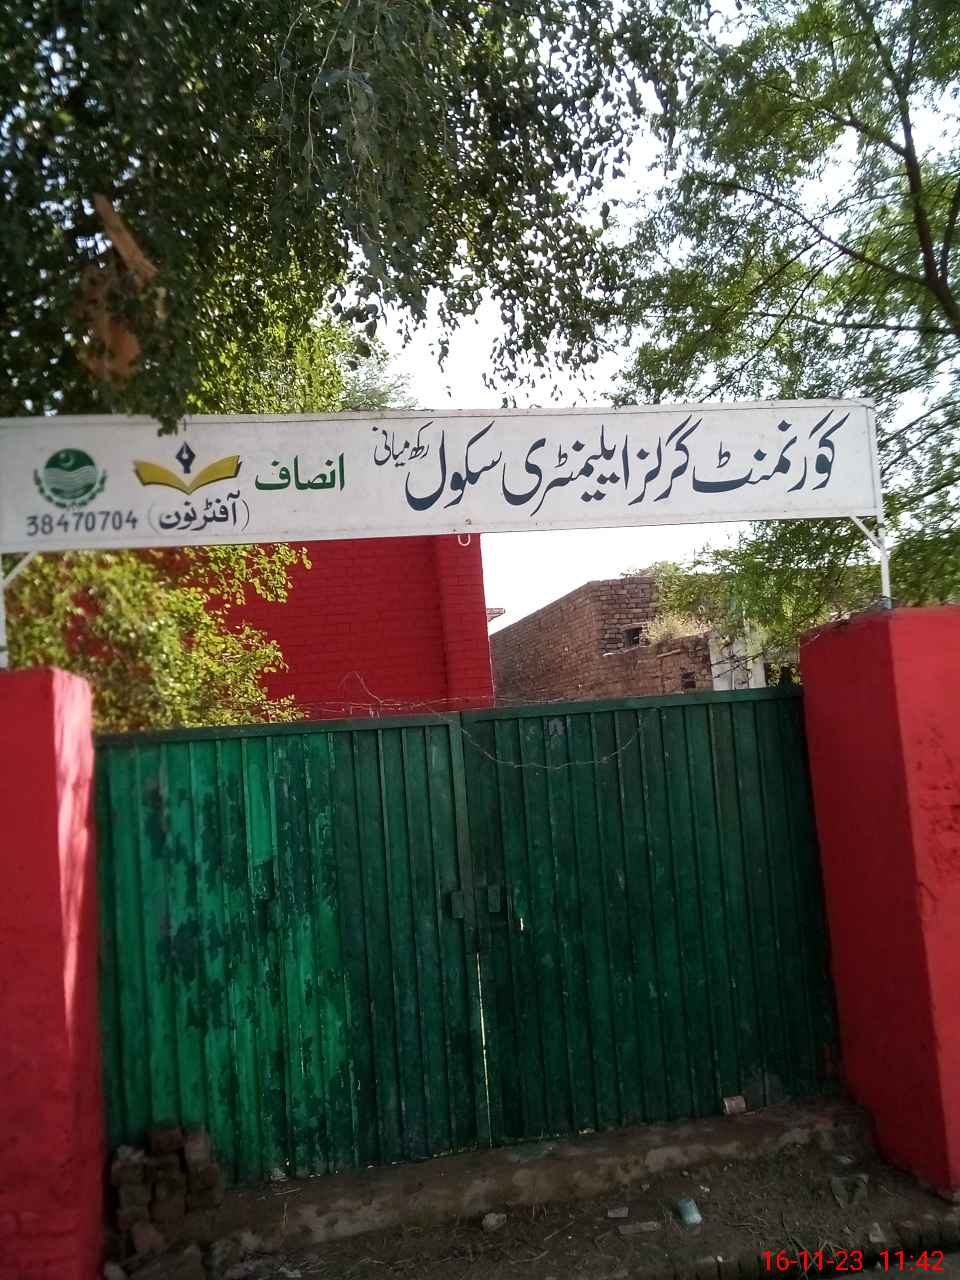 گورنمنٹ گرلز ایلیمنٹری سکول رکھ میانی
انصاف
(آفٹرنون) 38470704
16-11-23 11:42